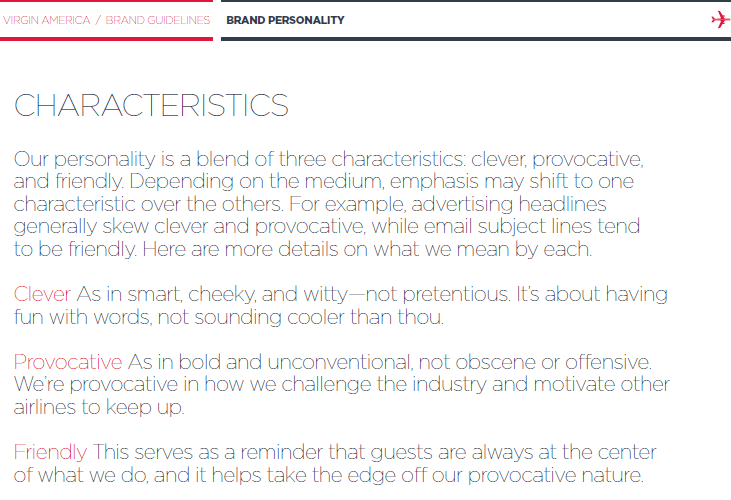 VIRGIN AMERICA / BRAND GUIDELINES BRAND PERSONALITY
CHARACTERISTICS
Our personality is a blend of three characteristics: clever, provocative,
and friendly. Depending on the medium, emphasis may shift to one
characteristic over the others. For example, advertising headlines
generally skew clever and provocative, while email subject lines tend
to be friendly. Here are more details on what we mean by each.
Clever As in smart, cheeky, and witty—not pretentious. It's about having
fun with words, not sounding cooler than thou.
Provocative As in bold and unconventional, not obscene or offensive.
We're provocative in how we challenge the industry and motivate other
airlines to keep up.
Friendly This serves as a reminder that guests are always at the center
of what we do, and it helps take the edge off our provocative nature.